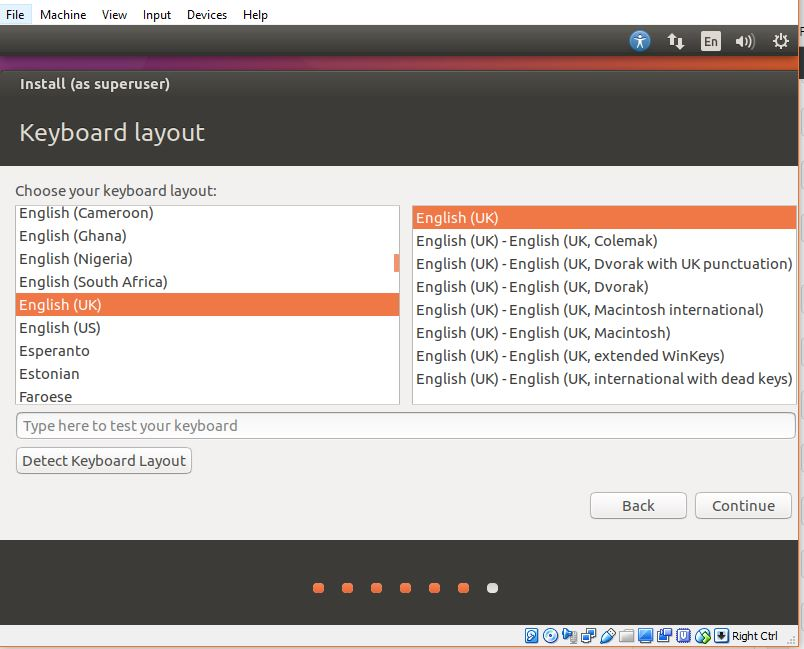 File Machine View Input Devices Help
En
Install (as superuser)
Keyboard layout
Choose your keyboard layout:
English (Cameroon)
English (Ghana)
English (Nigeria)
English (South Africa)
English (UK)
English (US)
Esperanto
Estonian
Faroese
English (UK)
English (UK) - English (UK, Colemak)
English (UK) - English (UK, Dvorak with UK punctuation)
English (UK) - English (UK, Dvorak)
English (UK) - English (UK, Macintosh international)
English (UK) - English (UK, Macintosh)
English (UK) - English (UK, extended WinKeys)
English (UK) - English (UK, international with dead keys)
Type here to test your keyboard
Detect Keyboard Layout
Back Continue
Right Ctrl